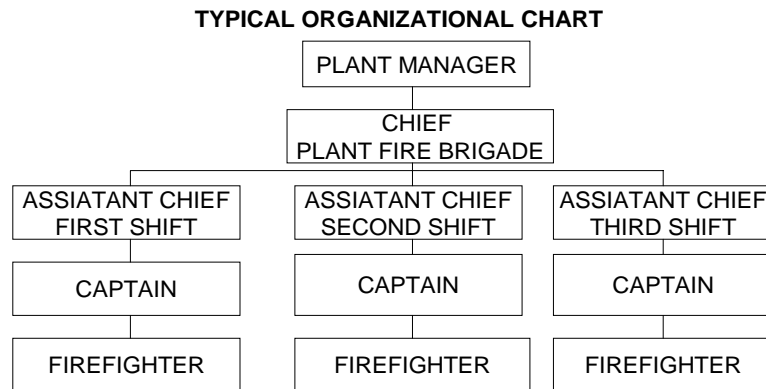 TYPICAL ORGANIZATIONAL CHART
PLANT MANAGER
CHIEF
PLANT FIRE BRIGADE
ASSIATANT CHIEF
FIRST SHIFT
ASSIATANT CHIEF
SECOND SHIFT
ASSIATANT CHIEF
THIRD SHIFT
CAPTAIN
CAPTAIN
CAPTAIN
FIREFIGHTER
FIREFIGHTER
FIREFIGHTER